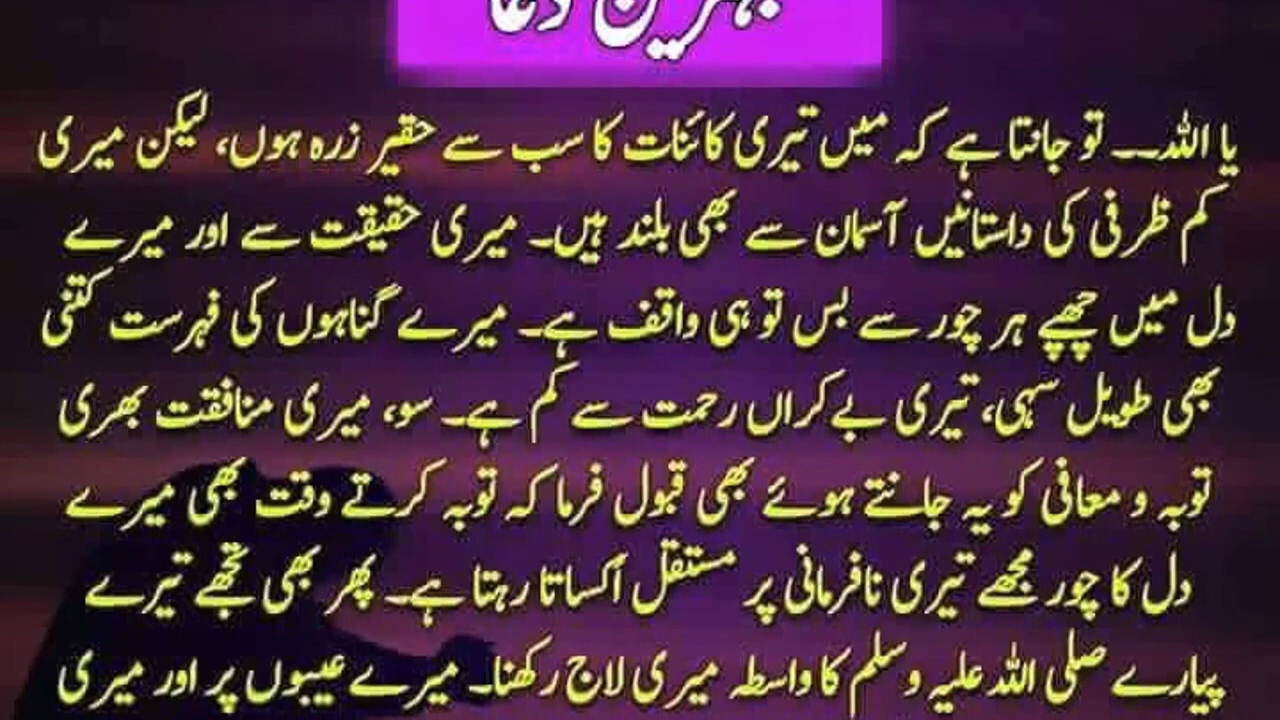 بہترین دعا
یا اللہ۔۔ تو جانتا ہے کہ میں تیری کائنات کا سب سے حقیر زرہ ہوں، لیکن میری
کم ظرفی کی داستانیں آسمان سے بھی بلند ہیں۔ میری حقیقت سے اور میرے
دل میں چھپے ہر چور سے بس تو ہی واقف ہے۔ میرے گناہوں کی فہرست کتنی
بھی طویل سہی، تیری بے کراں رحمت سے کم ہے۔ سو، میری منافقت بھری
توبہ و معافی کو یہ جانتے ہوئے بھی قبول فرما کہ توبہ کرتے وقت بھی میرے
دل کا چور مجھے تیری نافرمانی پر مستقل اُکساتا رہتا ہے۔ پھر بھی تجھے تیرے
پیارے صلی اللہ علیہ وسلم کا واسطہ میری لاج رکھنا۔ میرے عیبوں پر اور میری